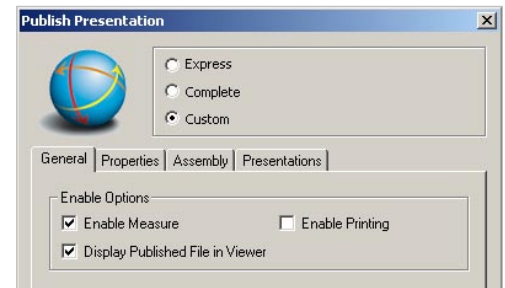 Publish Presentation
Express
Complete
Custom
General Properties Assembly Presentations
Enable Options
Enable Measure Enable Printing
Display Published File in Viewer